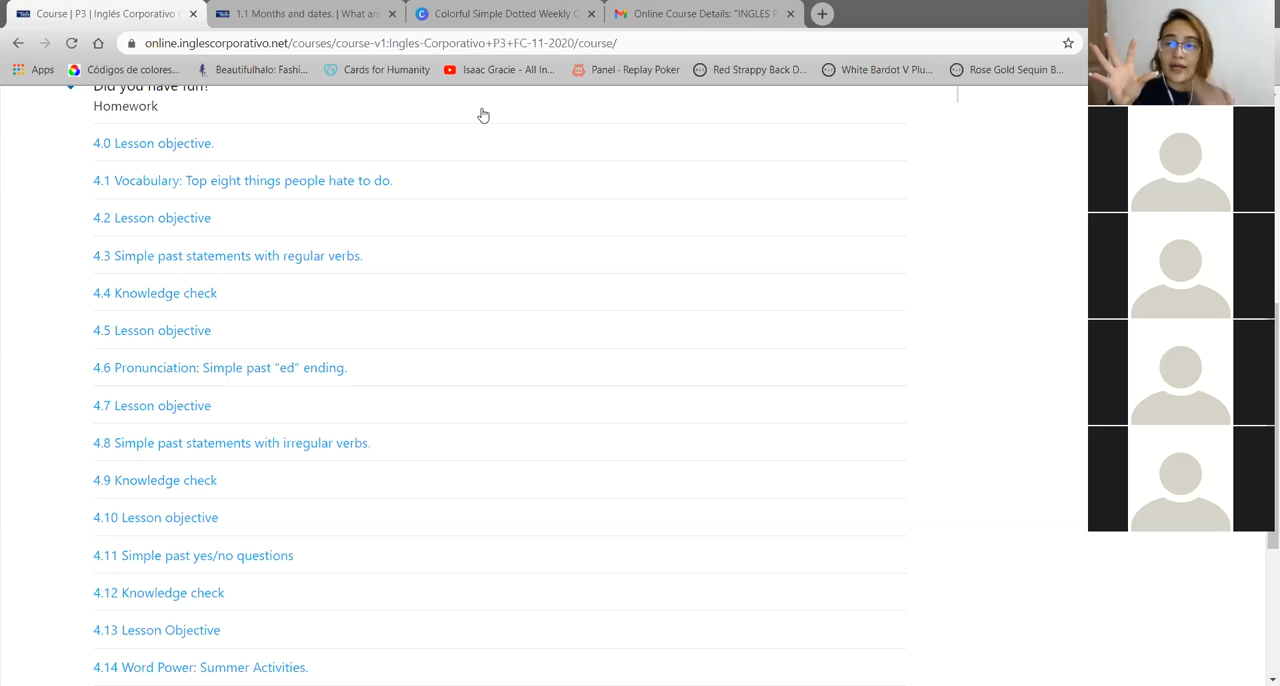 Course | P3 | Inglés Corporativo
1.1 Months and dates. | What are
Colorful Simple Dotted Weekly C
Online Course Details: "INGLES P
online.inglescorporativo.net/courses/course-v1:Ingles-Corporativo+P3+FC-11-2020/course/
Apps
Códigos de colores...
Beautifulhalo: Fashi...
Cards for Humanity
Isaac Gracie - All In...
Panel · Replay Poker
Red Strappy Back D...
White Bardot V Plu...
Rose Gold Sequin B...
Did you have fun?
Homework
4.0 Lesson objective.
4.1 Vocabulary: Top eight things people hate to do.
4.2 Lesson objective
4.3 Simple past statements with regular verbs.
4.4 Knowledge check
4.5 Lesson objective
4.6 Pronunciation: Simple past "ed" ending.
4.7 Lesson objective
4.8 Simple past statements with irregular verbs.
4.9 Knowledge check
4.10 Lesson objective
4.11 Simple past yes/no questions
4.12 Knowledge check
4.13 Lesson Objective
4.14 Word Power: Summer Activities.